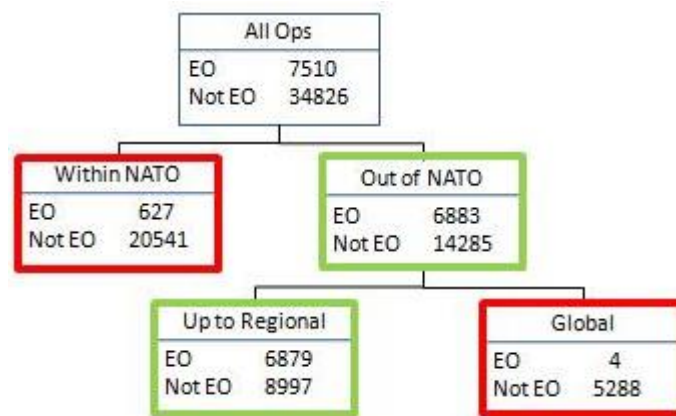 All Ops
EO 7510
Not EO 34826
Within NATO
EO 627
Not EO 20541
Out of NATO
EO 6883
Not EO 14285
Up to Regional
EO 6879
Not EO 8997
Global
EO 4
Not EO 5288